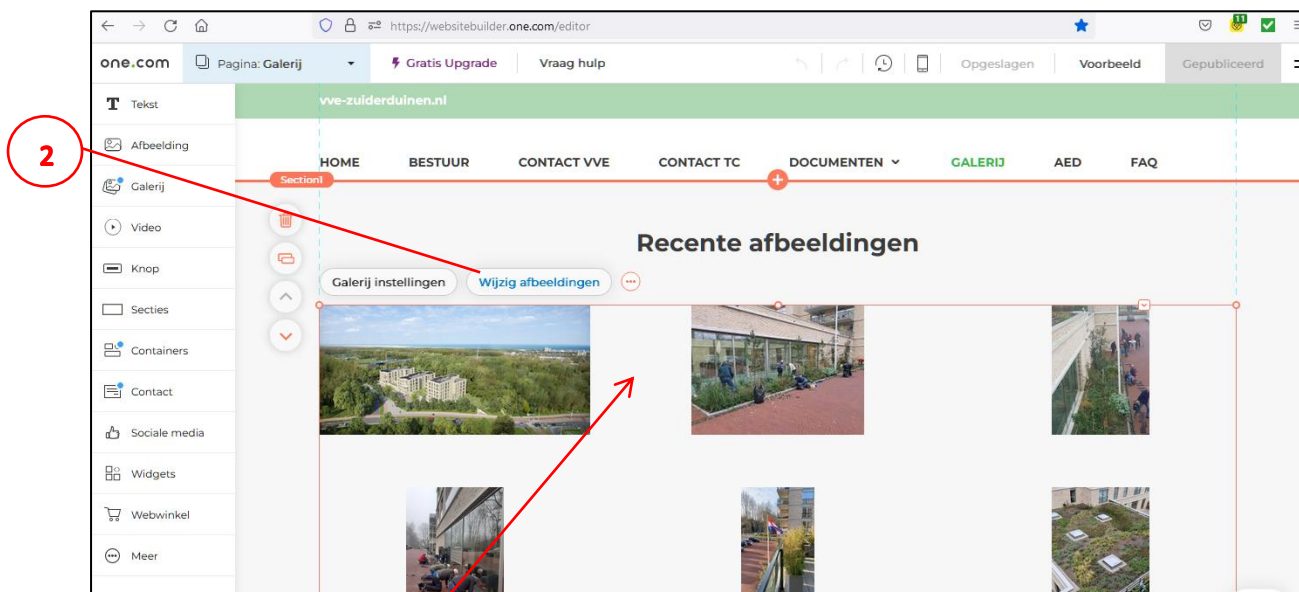 https://websitebuilder.one.com/editor
11
one.com
Pagina: Galerij
Gratis Upgrade
Vraag hulp
Opgeslagen
Voorbeeld
Gepubliceerd
T Tekst
vve-zuiderduinen.nl
2
Afbeelding
HOME BESTUUR CONTACT VVE CONTACT TC DOCUMENTEN GALERIJ AED FAQ
Section1
Galerij
Video
Recente afbeeldingen
Knop
Galerij instellingen
Wijzig afbeeldingen
Secties
Containers
Contact
Sociale media
Widgets
Webwinkel
Meer